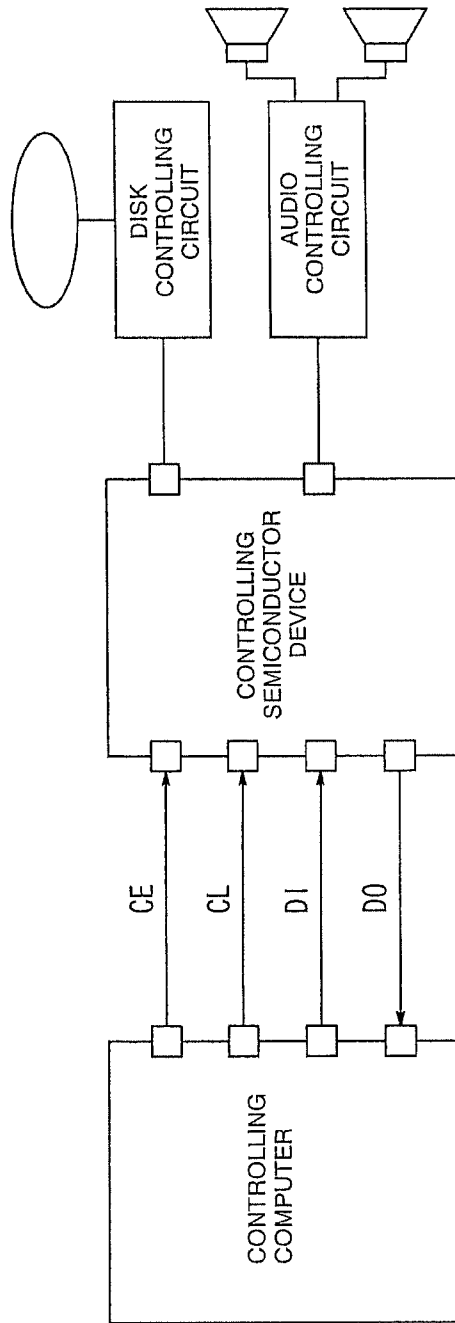 CONTROLLING
COMPUTER
CE
CL
DI
DO
CONTROLLING
SEMICONDUCTOR
DEVICE
DISK
CONTROLLING
CIRCUIT
AUDIO
CONTROLLING
CIRCUIT